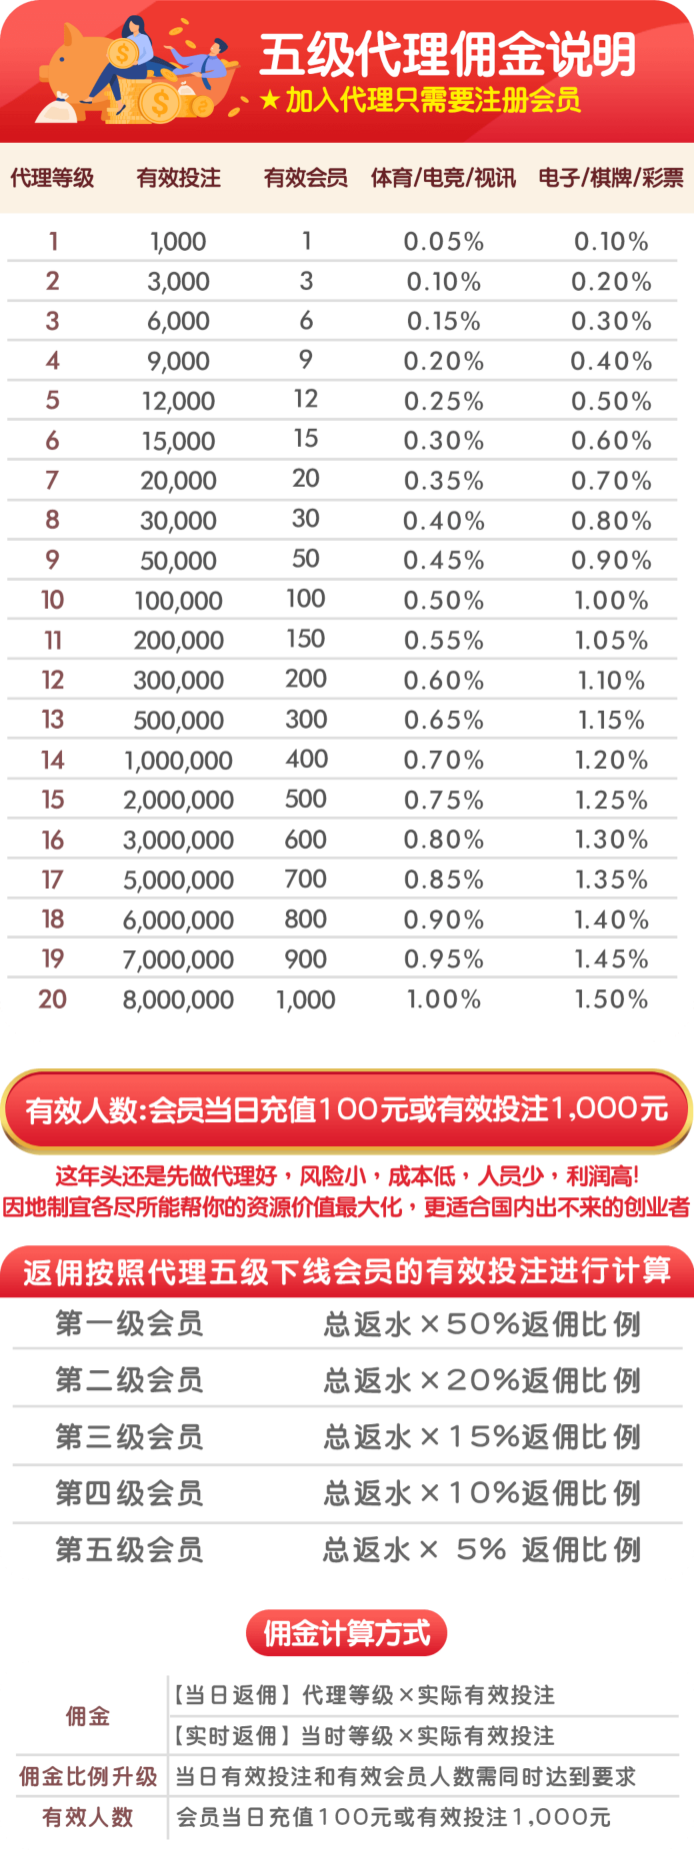 五级代理佣金说明
★加入代理只需要注册会员
代理等级 有效投注 有效会员 体育/电竞/视讯 电子/棋牌/彩票
1 1,000 1 0.05% 0.10%
2 3,000 3 0.10% 0.20%
3 6,000 6 0.15% 0.30%
4 9,000 9 0.20% 0.40%
5 12,000 12 0.25% 0.50%
6 15,000 15 0.30% 0.60%
7 20,000 20 0.35% 0.70%
8 30,000 30 0.40% 0.80%
9 50,000 50 0.45% 0.90%
10 100,000 100 0.50% 1.00%
11 200,000 150 0.55% 1.05%
12 300,000 200 0.60% 1.10%
13 500,000 300 0.65% 1.15%
14 1,000,000 400 0.70% 1.20%
15 2,000,000 500 0.75% 1.25%
16 3,000,000 600 0.80% 1.30%
17 5,000,000 700 0.85% 1.35%
18 6,000,000 800 0.90% 1.40%
19 7,000,000 900 0.95% 1.45%
20 8,000,000 1,000 1.00% 1.50%
有效人数:会员当日充值100元或有效投注1,000元
这年头还是先做代理好，风险小，成本低，人员少，利润高!
因地制宜各尽所能帮你的资源价值最大化，更适合国内出不来的创业者
返佣按照代理五级下线会员的有效投注进行计算
第一级会员 总返水×50%返佣比例
第二级会员 总返水×20%返佣比例
第三级会员 总返水×15%返佣比例
第四级会员 总返水×10%返佣比例
第五级会员 总返水× 5% 返佣比例
佣金计算方式
佣金
【当日返佣】代理等级×实际有效投注
【实时返佣】当时等级×实际有效投注
佣金比例升级 当日有效投注和有效会员人数需同时达到要求
有效人数 会员当日充值100元或有效投注1,000元